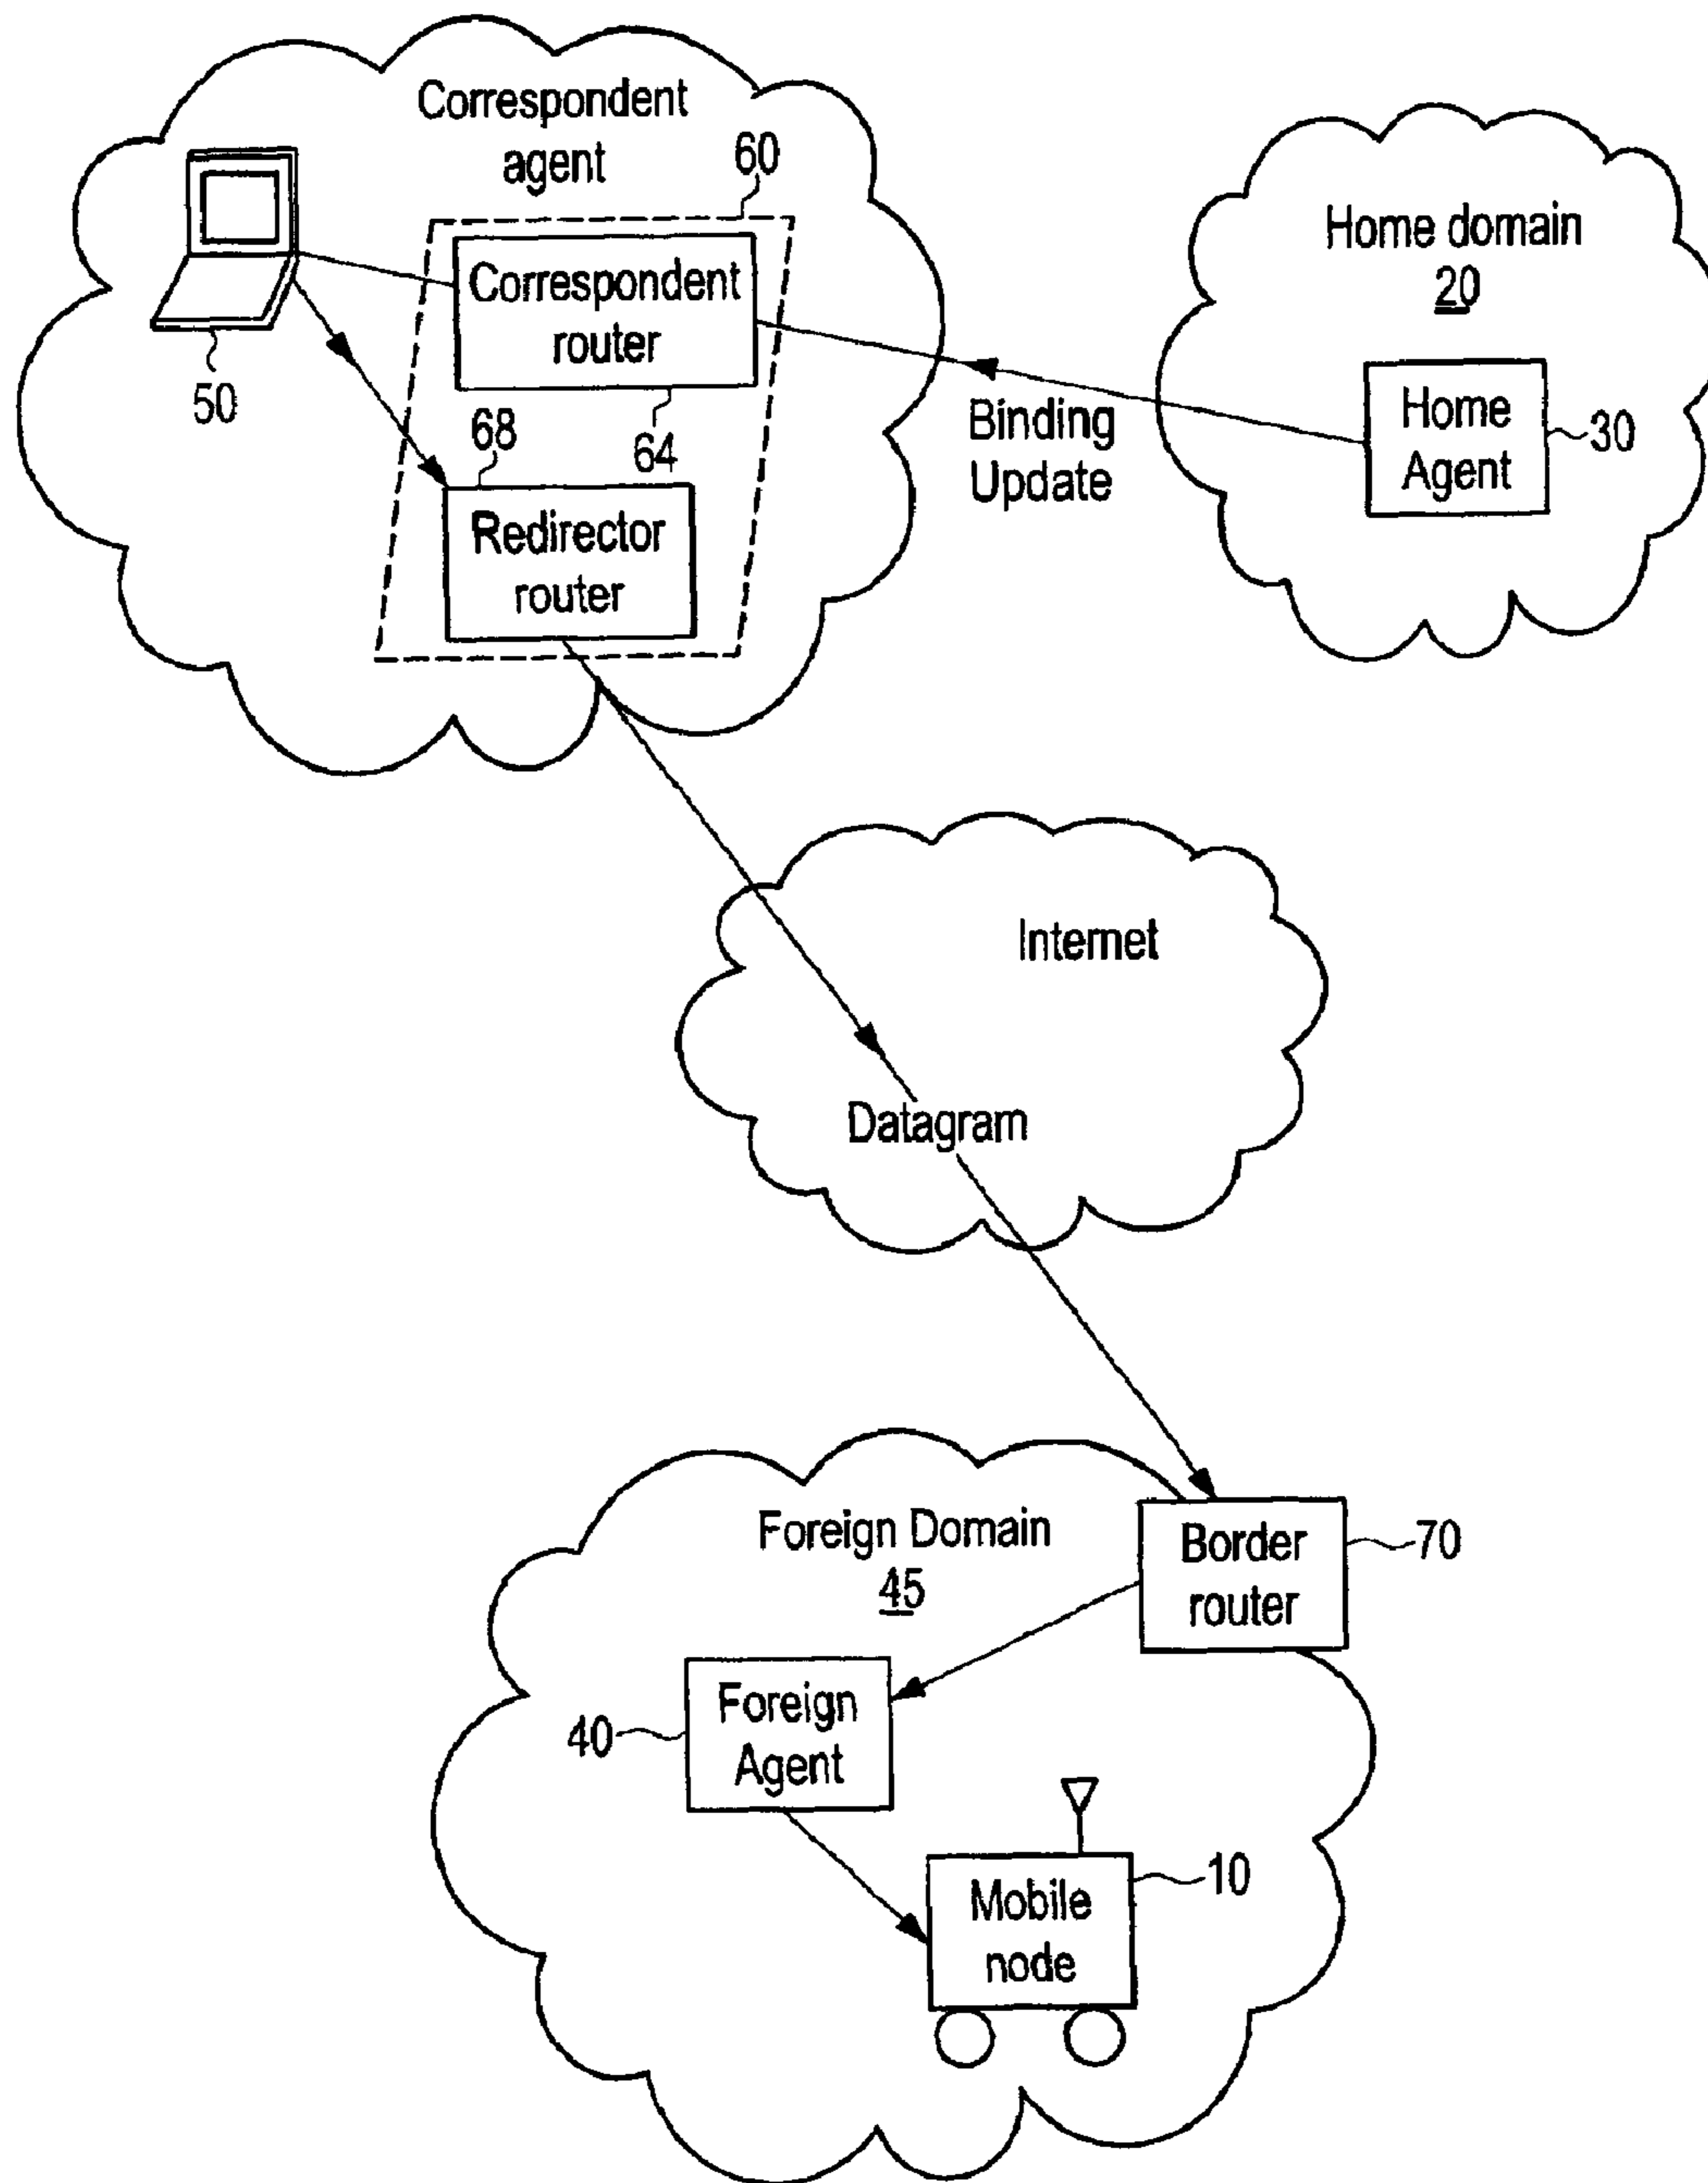 Correspondent
agent
60
Correspondent
router
50
68
64
Redirector
router
Binding
Update
Home domain
20
Home
Agent
30
Internet
Datagram
Foreign Domain
45
Border
router
70
Foreign
Agent
40
Mobile
node
10